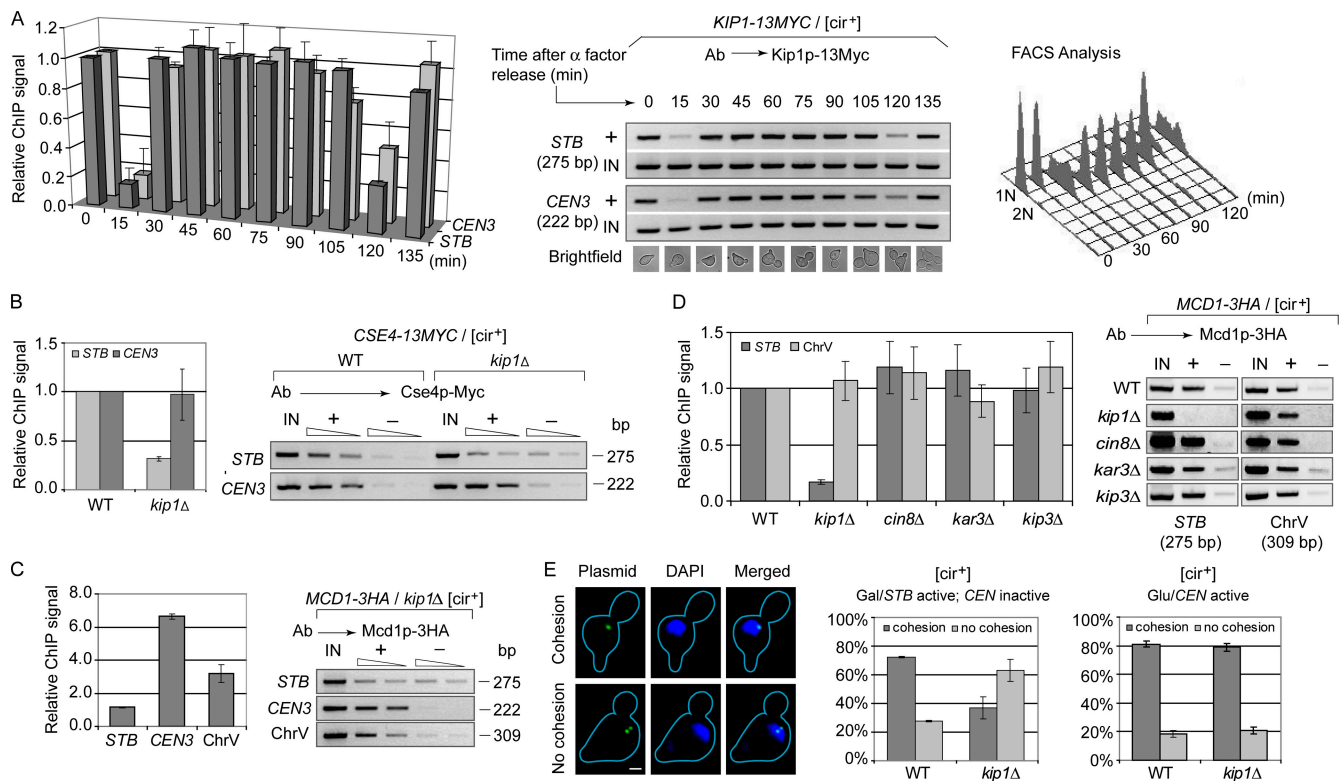 A
Relative ChIP signal
1.2
1.0
0.8
0.6
0.4
0.2
0.0
0 15 30 45 60 75 90 105 120 135
(min)
CEN3
STB
KIP1-13MYC / [cir+]
Time after α factor
release (min)
Ab Kip1p-13Myc
0 15 30 45 60 75 90 105 120 135
STB +
(275 bp) IN
CEN3 +
(222 bp) IN
Brightfield
FACS Analysis
1N
2N
0 30 60 90 120
(min)
B
Relative ChIP signal
1.5
1.0
0.5
0.0
STB CEN3
WT kip1Δ
CSE4-13MYC / [cir+]
WT kip1Δ
Ab Cse4p-Myc
IN + – IN + – bp
STB 275
CEN3 222
C
Relative ChIP signal
8.0
6.0
4.0
2.0
0.0
STB CEN3 ChrV
MCD1-3HA / kip1Δ [cir+]
Ab Mcd1p-3HA
IN + – bp
STB 275
CEN3 222
ChrV 309
D
Relative ChIP signal
1.5
1.0
0.5
0.0
STB ChrV
WT kip1Δ cin8Δ kar3Δ kip3Δ
MCD1-3HA / [cir+]
Ab Mcd1p-3HA
IN + – IN + –
WT
kip1Δ
cin8Δ
kar3Δ
kip3Δ
STB ChrV
(275 bp) (309 bp)
E
Plasmid DAPI Merged
Cohesion
No cohesion
[cir+]
Gal/STB active; CEN inactive
100%
80%
60%
40%
20%
0%
cohesion no cohesion
WT kip1Δ
[cir+]
Glu/CEN active
100%
80%
60%
40%
20%
0%
cohesion no cohesion
WT kip1Δ